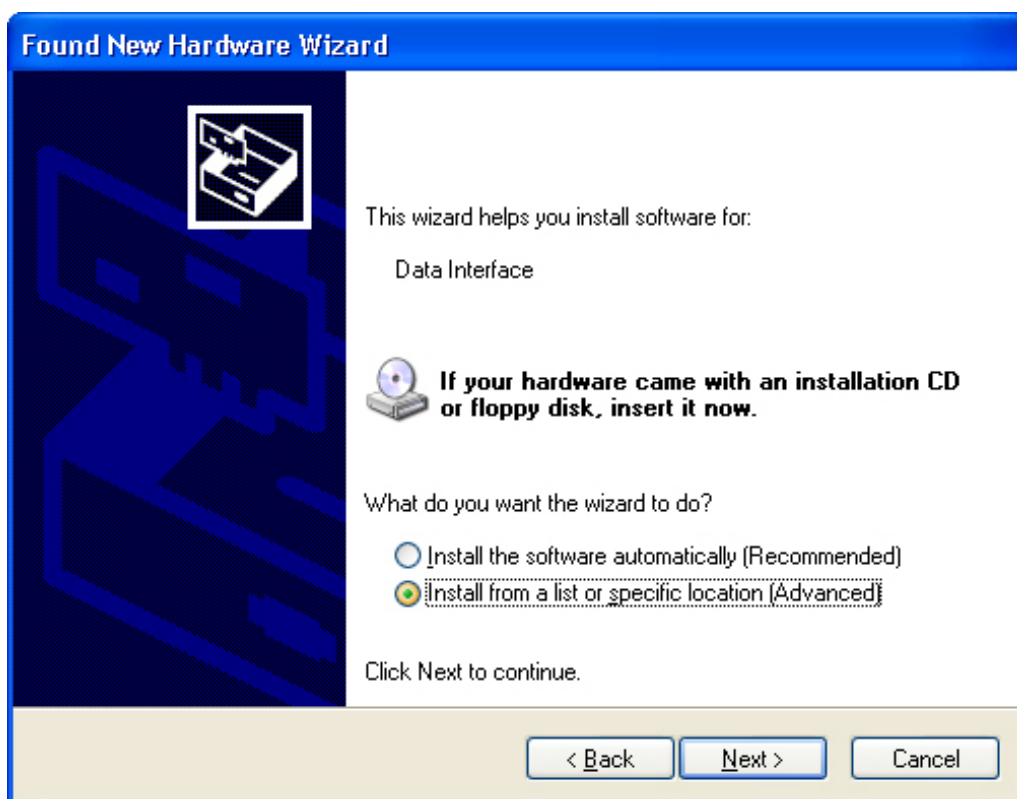 Found New Hardware Wizard
This wizard helps you install software for:
Data Interface
If your hardware came with an installation CD
or floppy disk, insert it now.
What do you want the wizard to do?
Install the software automatically (Recommended)
Install from a list or specific location (Advanced)
Click Next to continue.
< Back Next > Cancel